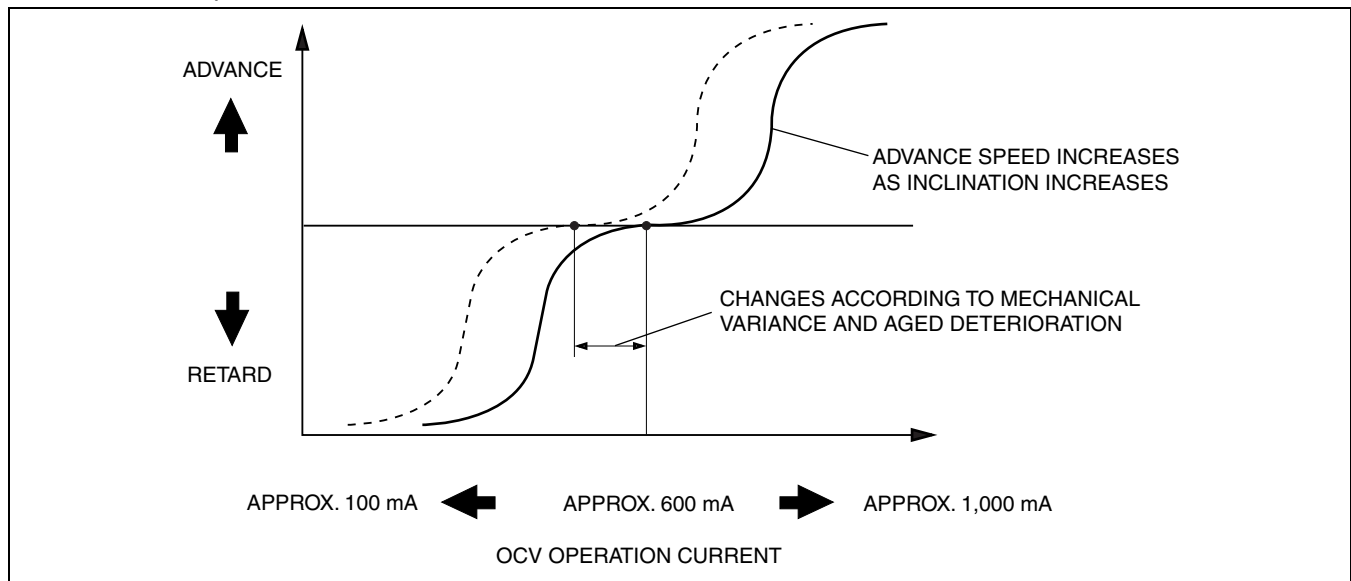 ADVANCE
ADVANCE SPEED INCREASES
AS INCLINATION INCREASES
CHANGES ACCORDING TO MECHANICAL
VARIANCE AND AGED DETERIORATION
RETARD
APPROX. 100 mA
APPROX. 600 mA
APPROX. 1,000 mA
OCV OPERATION CURRENT